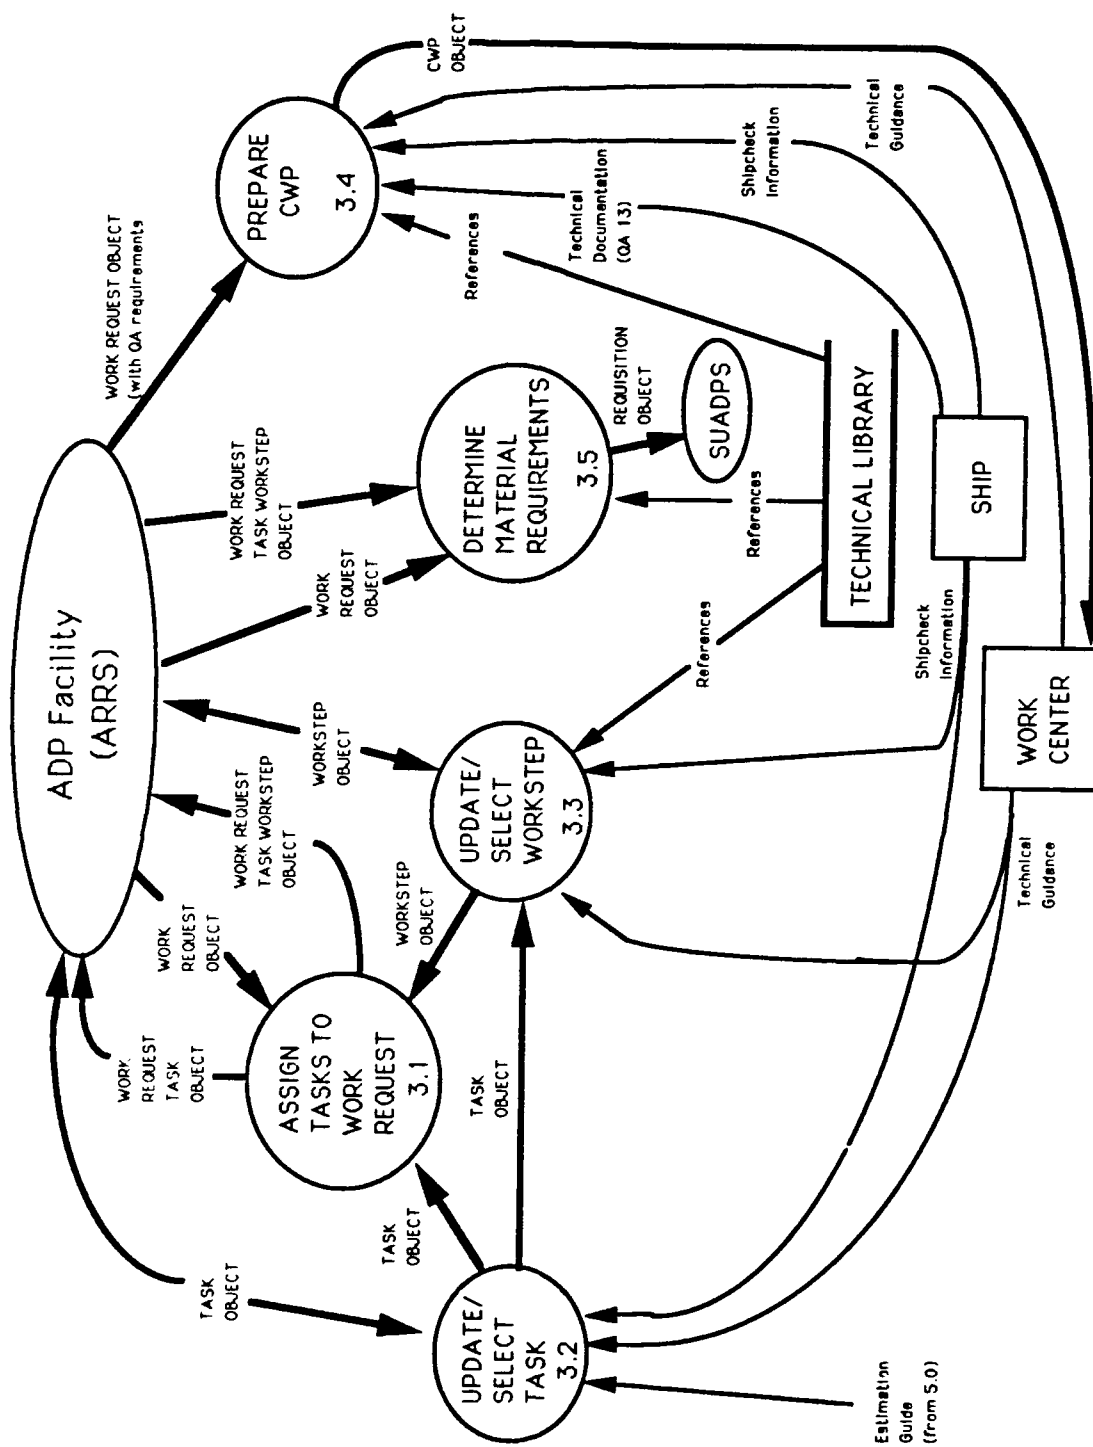 ADP Facility
(ARRS)
TASK
OBJECT
WORK
REQUEST
TASK
OBJECT
WORK
REQUEST
OBJECT
WORK REQUEST
TASK WORKSTEP
OBJECT
WORKSTEP
OBJECT
WORK
REQUEST
OBJECT
WORK REQUEST
TASK WORKSTEP
OBJECT
WORK REQUEST OBJECT
(with QA requirements)
ASSIGN
TASKS TO
WORK
REQUEST
3.1
PREPARE
CWP
3.4
CWP
OBJECT
TASK
OBJECT
WORKSTEP
OBJECT
UPDATE/
SELECT
TASK
3.2
TASK
OBJECT
UPDATE/
SELECT
WORKSTEP
3.3
DETERMINE
MATERIAL
REQUIREMENTS
3.5
REQUISITION
OBJECT
SUADPS
References
Technical
Documentation
(QA 13)
Shipcheck
Information
Technical
Guidance
References
References
TECHNICAL LIBRARY
Shipcheck
Information
SHIP
WORK
CENTER
Technical
Guidance
Estimation
Guide
(from 5.0)